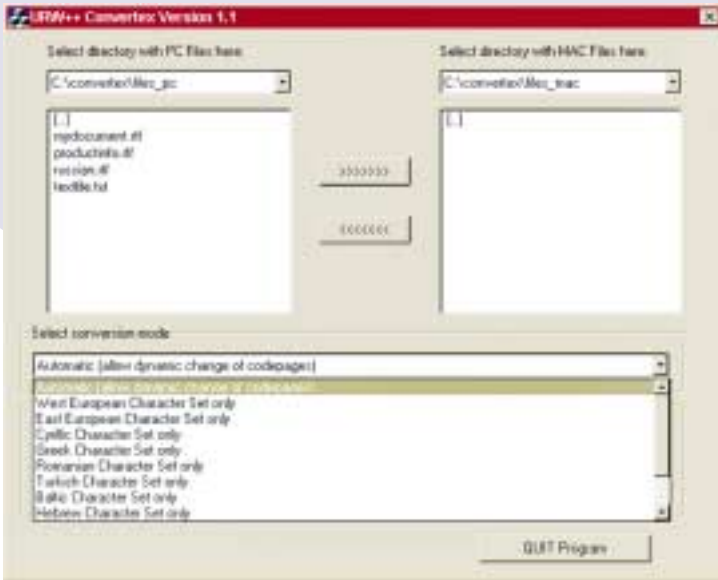 URW++ Convertex Version 1.1
Select directory with PC Files here:
Select directory with MAC Files here:
C:\convertex\files_pc
C:\convertex\files_mac
[..]
mydocument.rtf
productinfo.rtf
russian.rtf
textfile.txt
[..]
>>>>>>>
<<<<<<<
Select conversion mode
Automatic (allow dynamic change of codepages)
Automatic (allow dynamic change of codepages)
West European Character Set only
East European Character Set only
Cyrillic Character Set only
Greek Character Set only
Romanian Character Set only
Turkish Character Set only
Baltic Character Set only
Hebrew Character Set only
QUIT Program